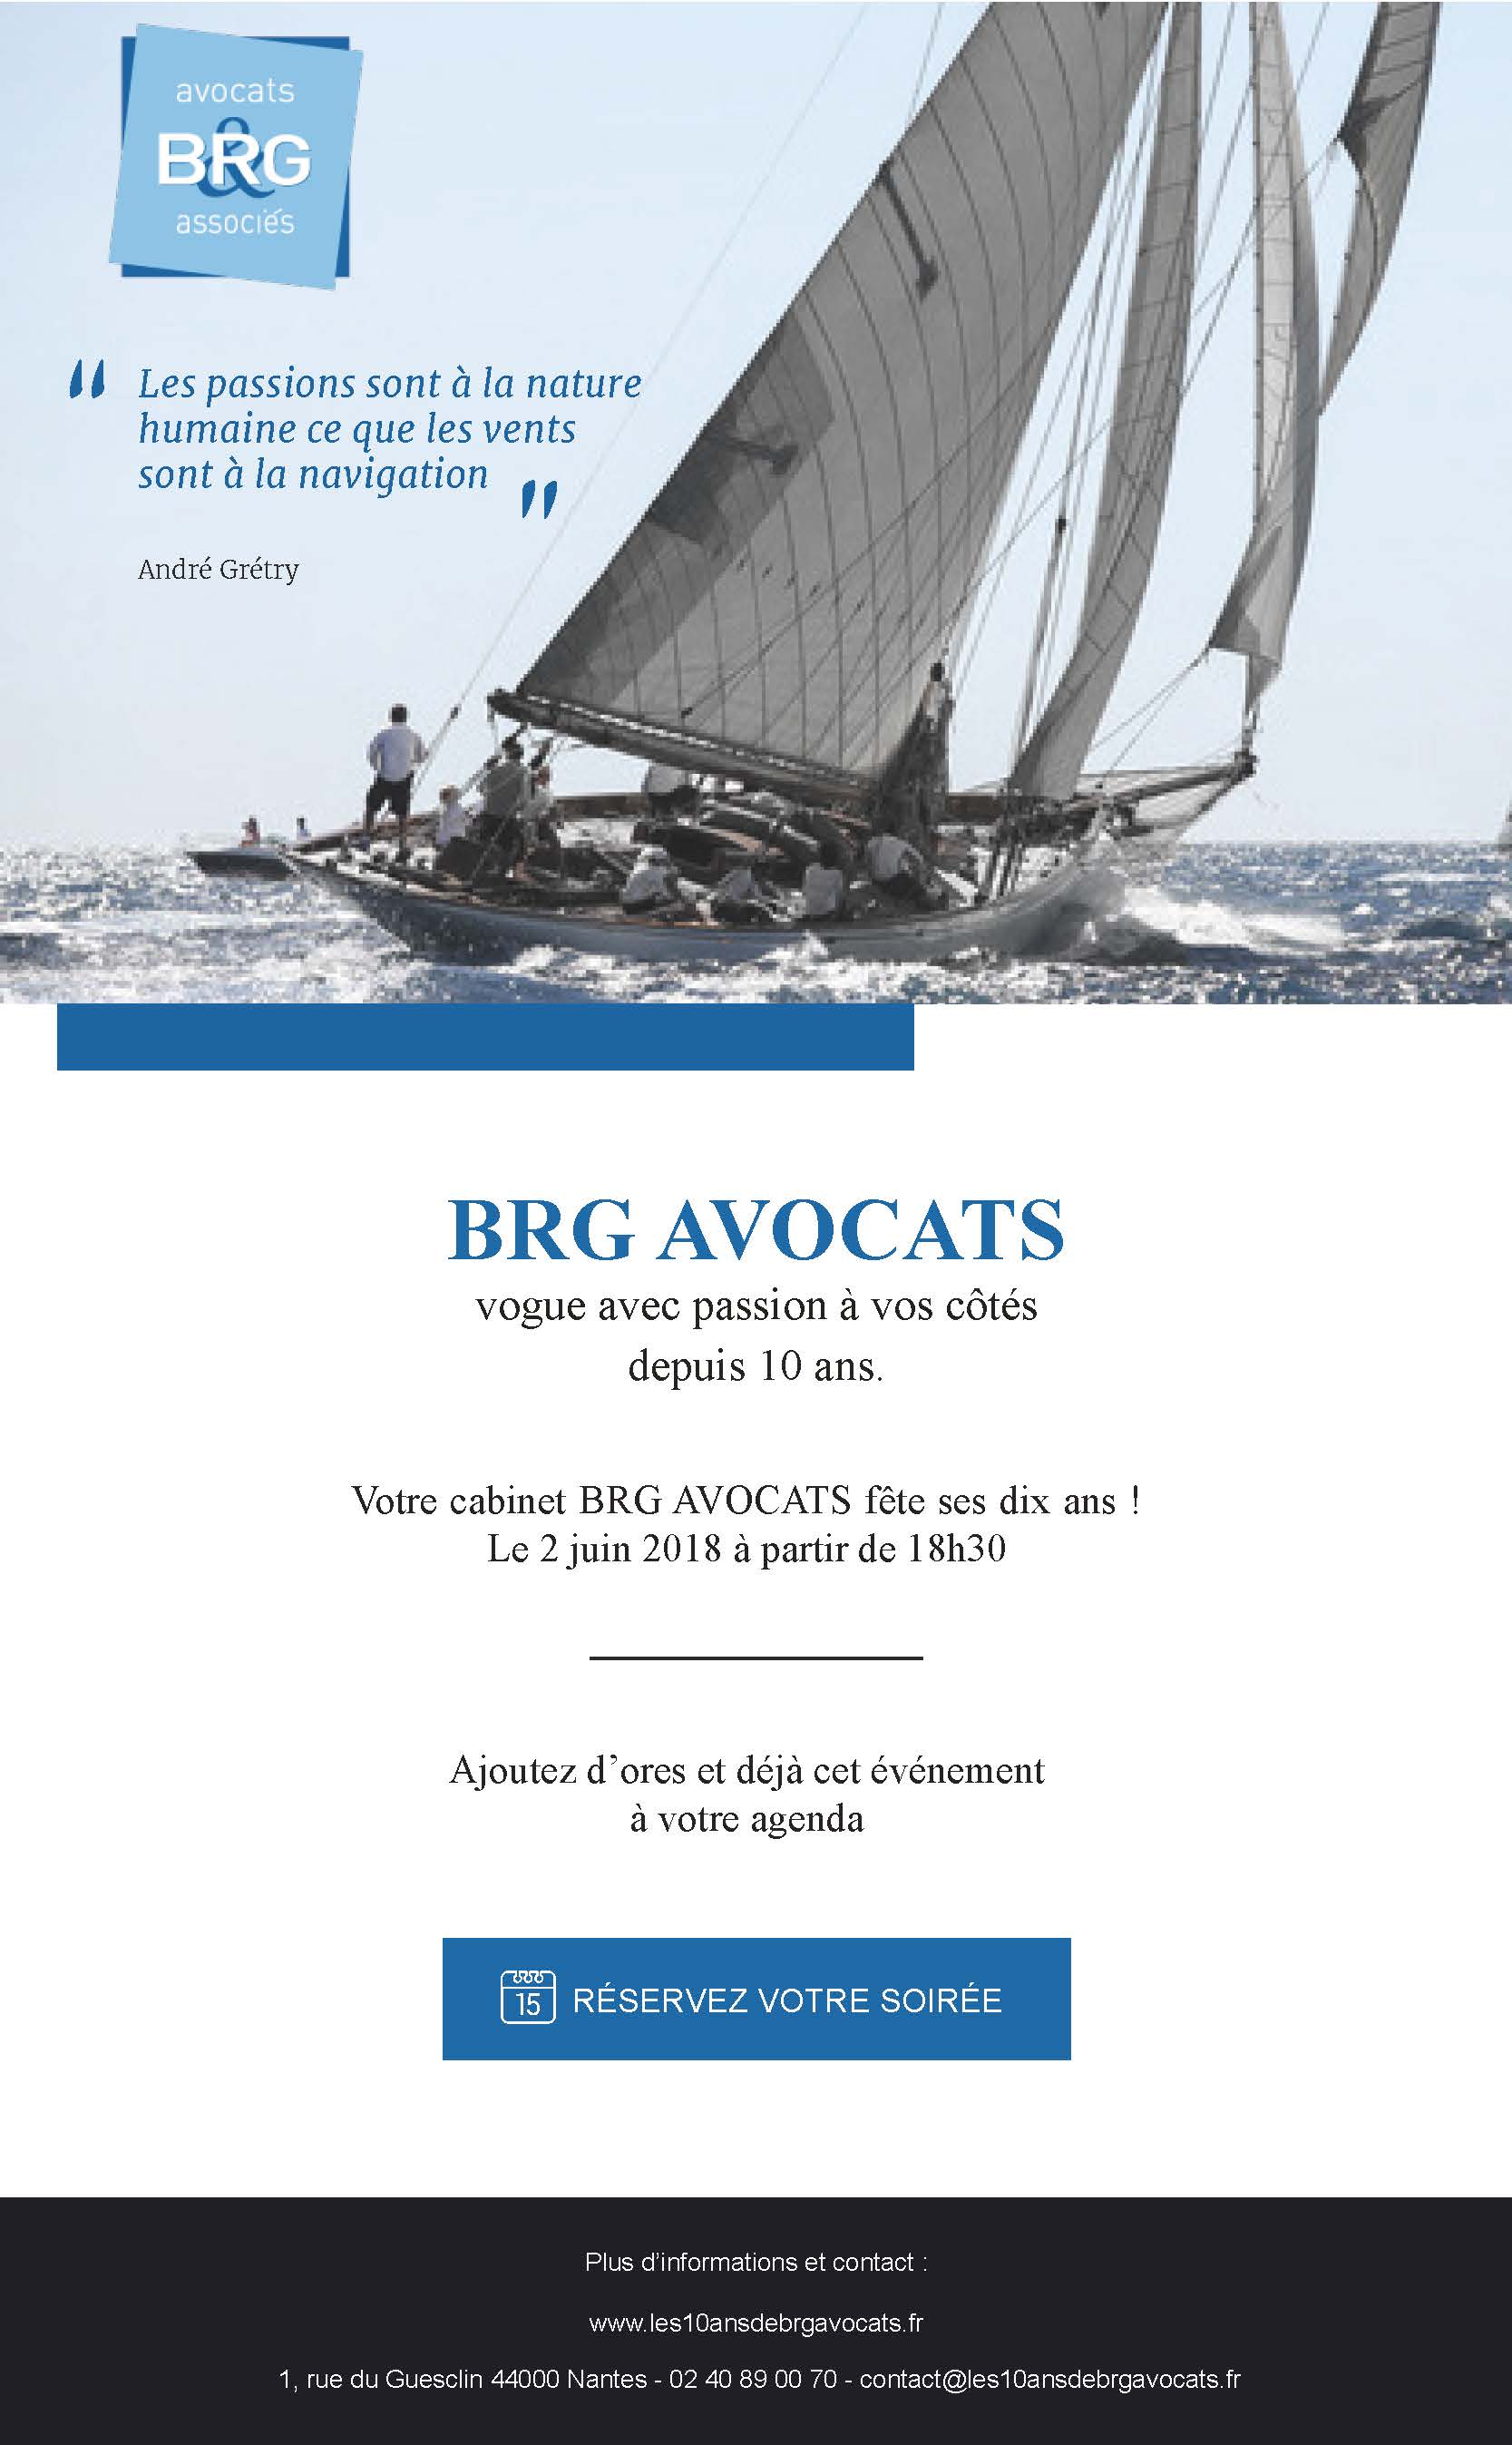 avocats
BRG
&
associés
“ Les passions sont à la nature
humaine ce que les vents
sont à la navigation ”
André Grétry
BRG AVOCATS
vogue avec passion à vos côtés
depuis 10 ans.
Votre cabinet BRG AVOCATS fête ses dix ans !
Le 2 juin 2018 à partir de 18h30
Ajoutez d’ores et déjà cet événement
à votre agenda
15 RÉSERVEZ VOTRE SOIRÉE
Plus d’informations et contact :
www.les10ansdebrgavocats.fr
1, rue du Guesclin 44000 Nantes - 02 40 89 00 70 - contact@les10ansdebrgavocats.fr